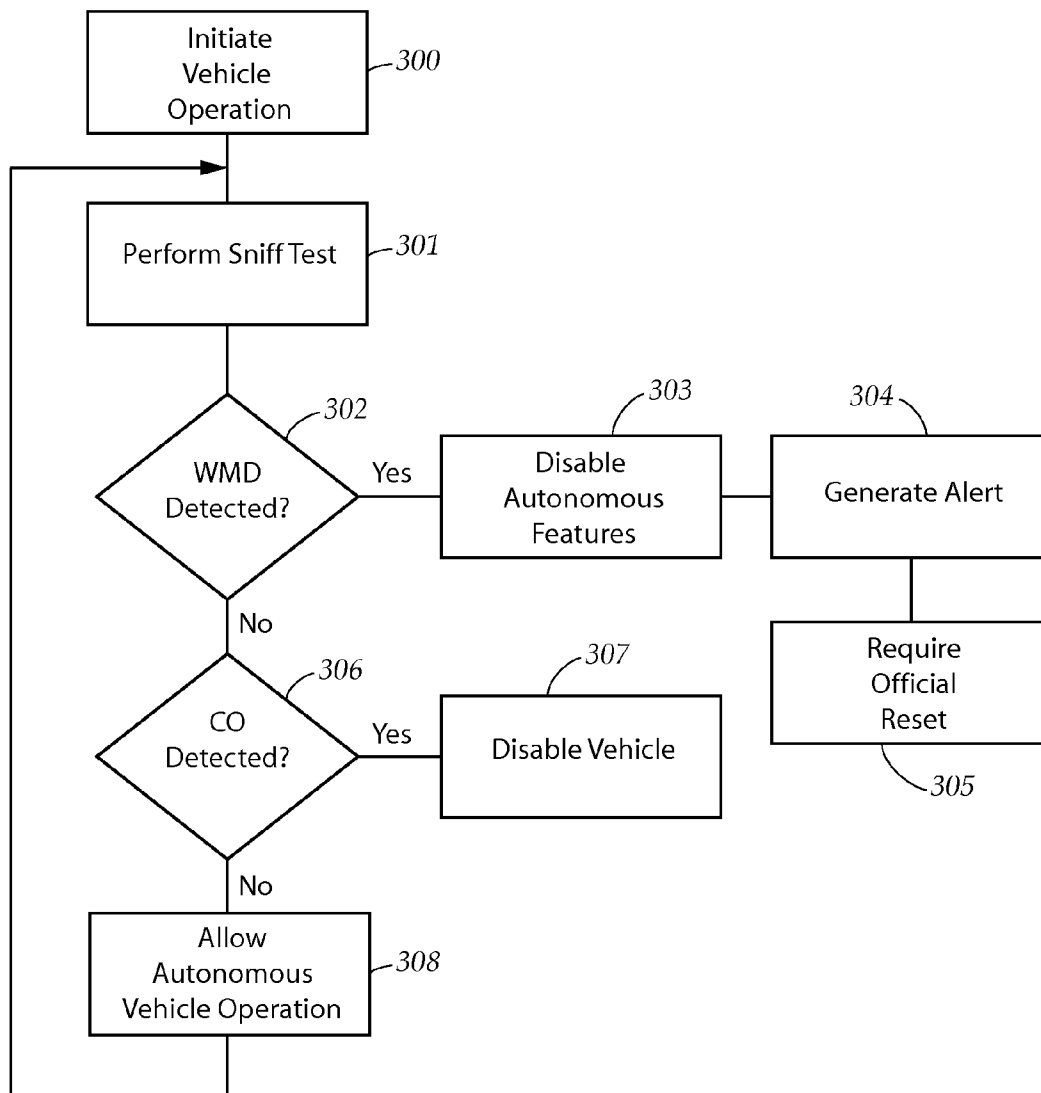 Initiate
Vehicle
Operation
300
Perform Sniff Test
301
302
WMD
Detected?
Yes
No
303
Disable
Autonomous
Features
304
Generate Alert
Require
Official
Reset
305
306
CO
Detected?
Yes
No
307
Disable Vehicle
Allow
Autonomous
Vehicle Operation
308